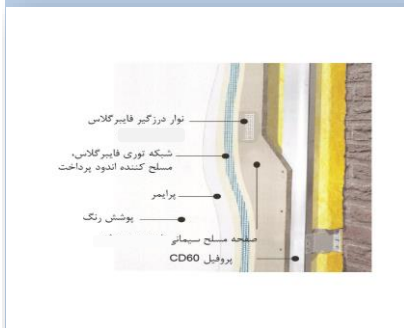 نوار درزگیر فایبرگلاس
شبکه توری فایبرگلاس،
مسلح کننده اندود پرداخت
پرایمر
پوشش رنگ
صفحه مسلح سیمانی
پروفیل CD60